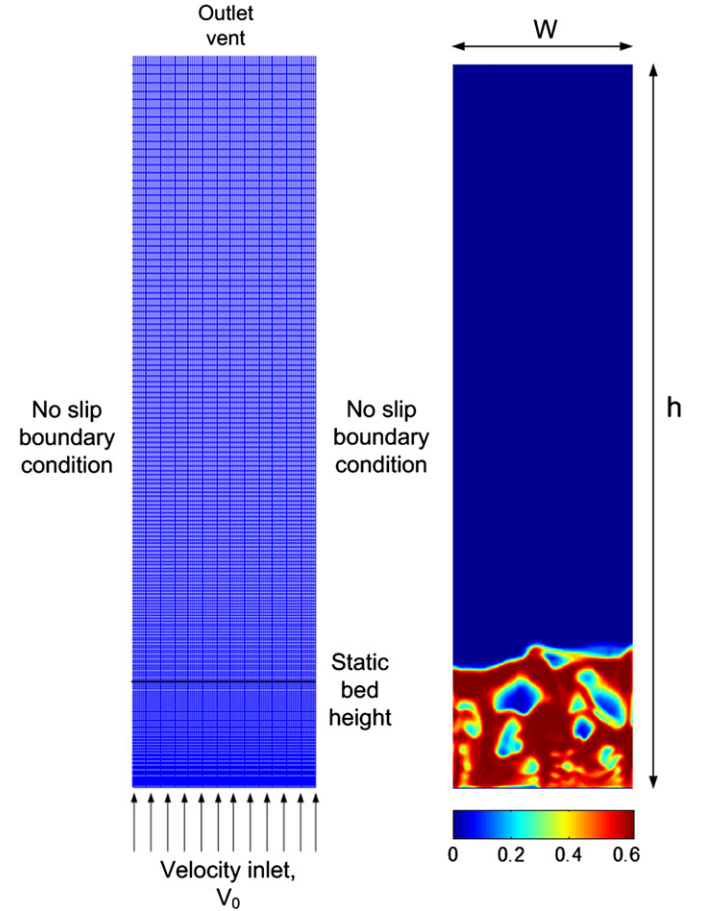 Outlet
vent
W
No slip
boundary
condition
No slip
boundary
condition
h
Static
bed
height
Velocity inlet,
V₀
0 0.2 0.4 0.6